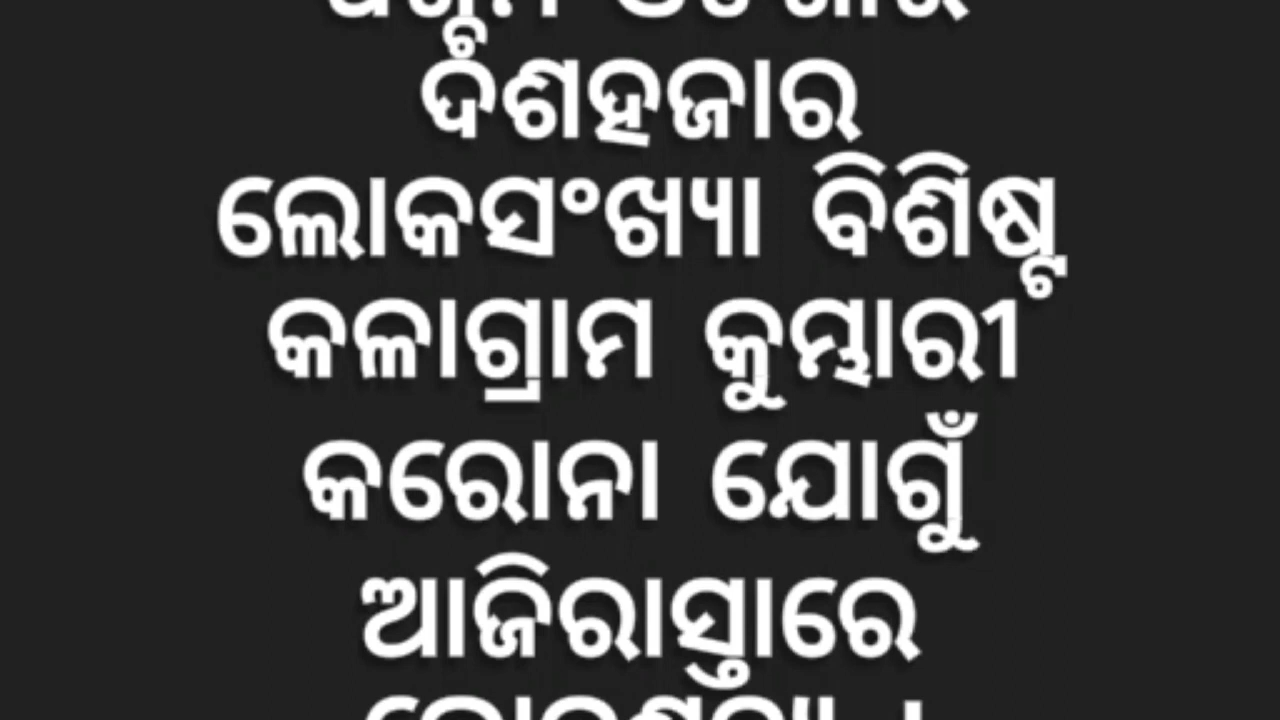 ଦଶହଜାର
ଲୋକସଂଖ୍ୟା ବିଶିଷ୍ଟ
କଳାଗ୍ରାମ କୁମ୍ଭାରୀ
କରୋନା ଯୋଗୁଁ
ଆଜିରାସ୍ତାରେ